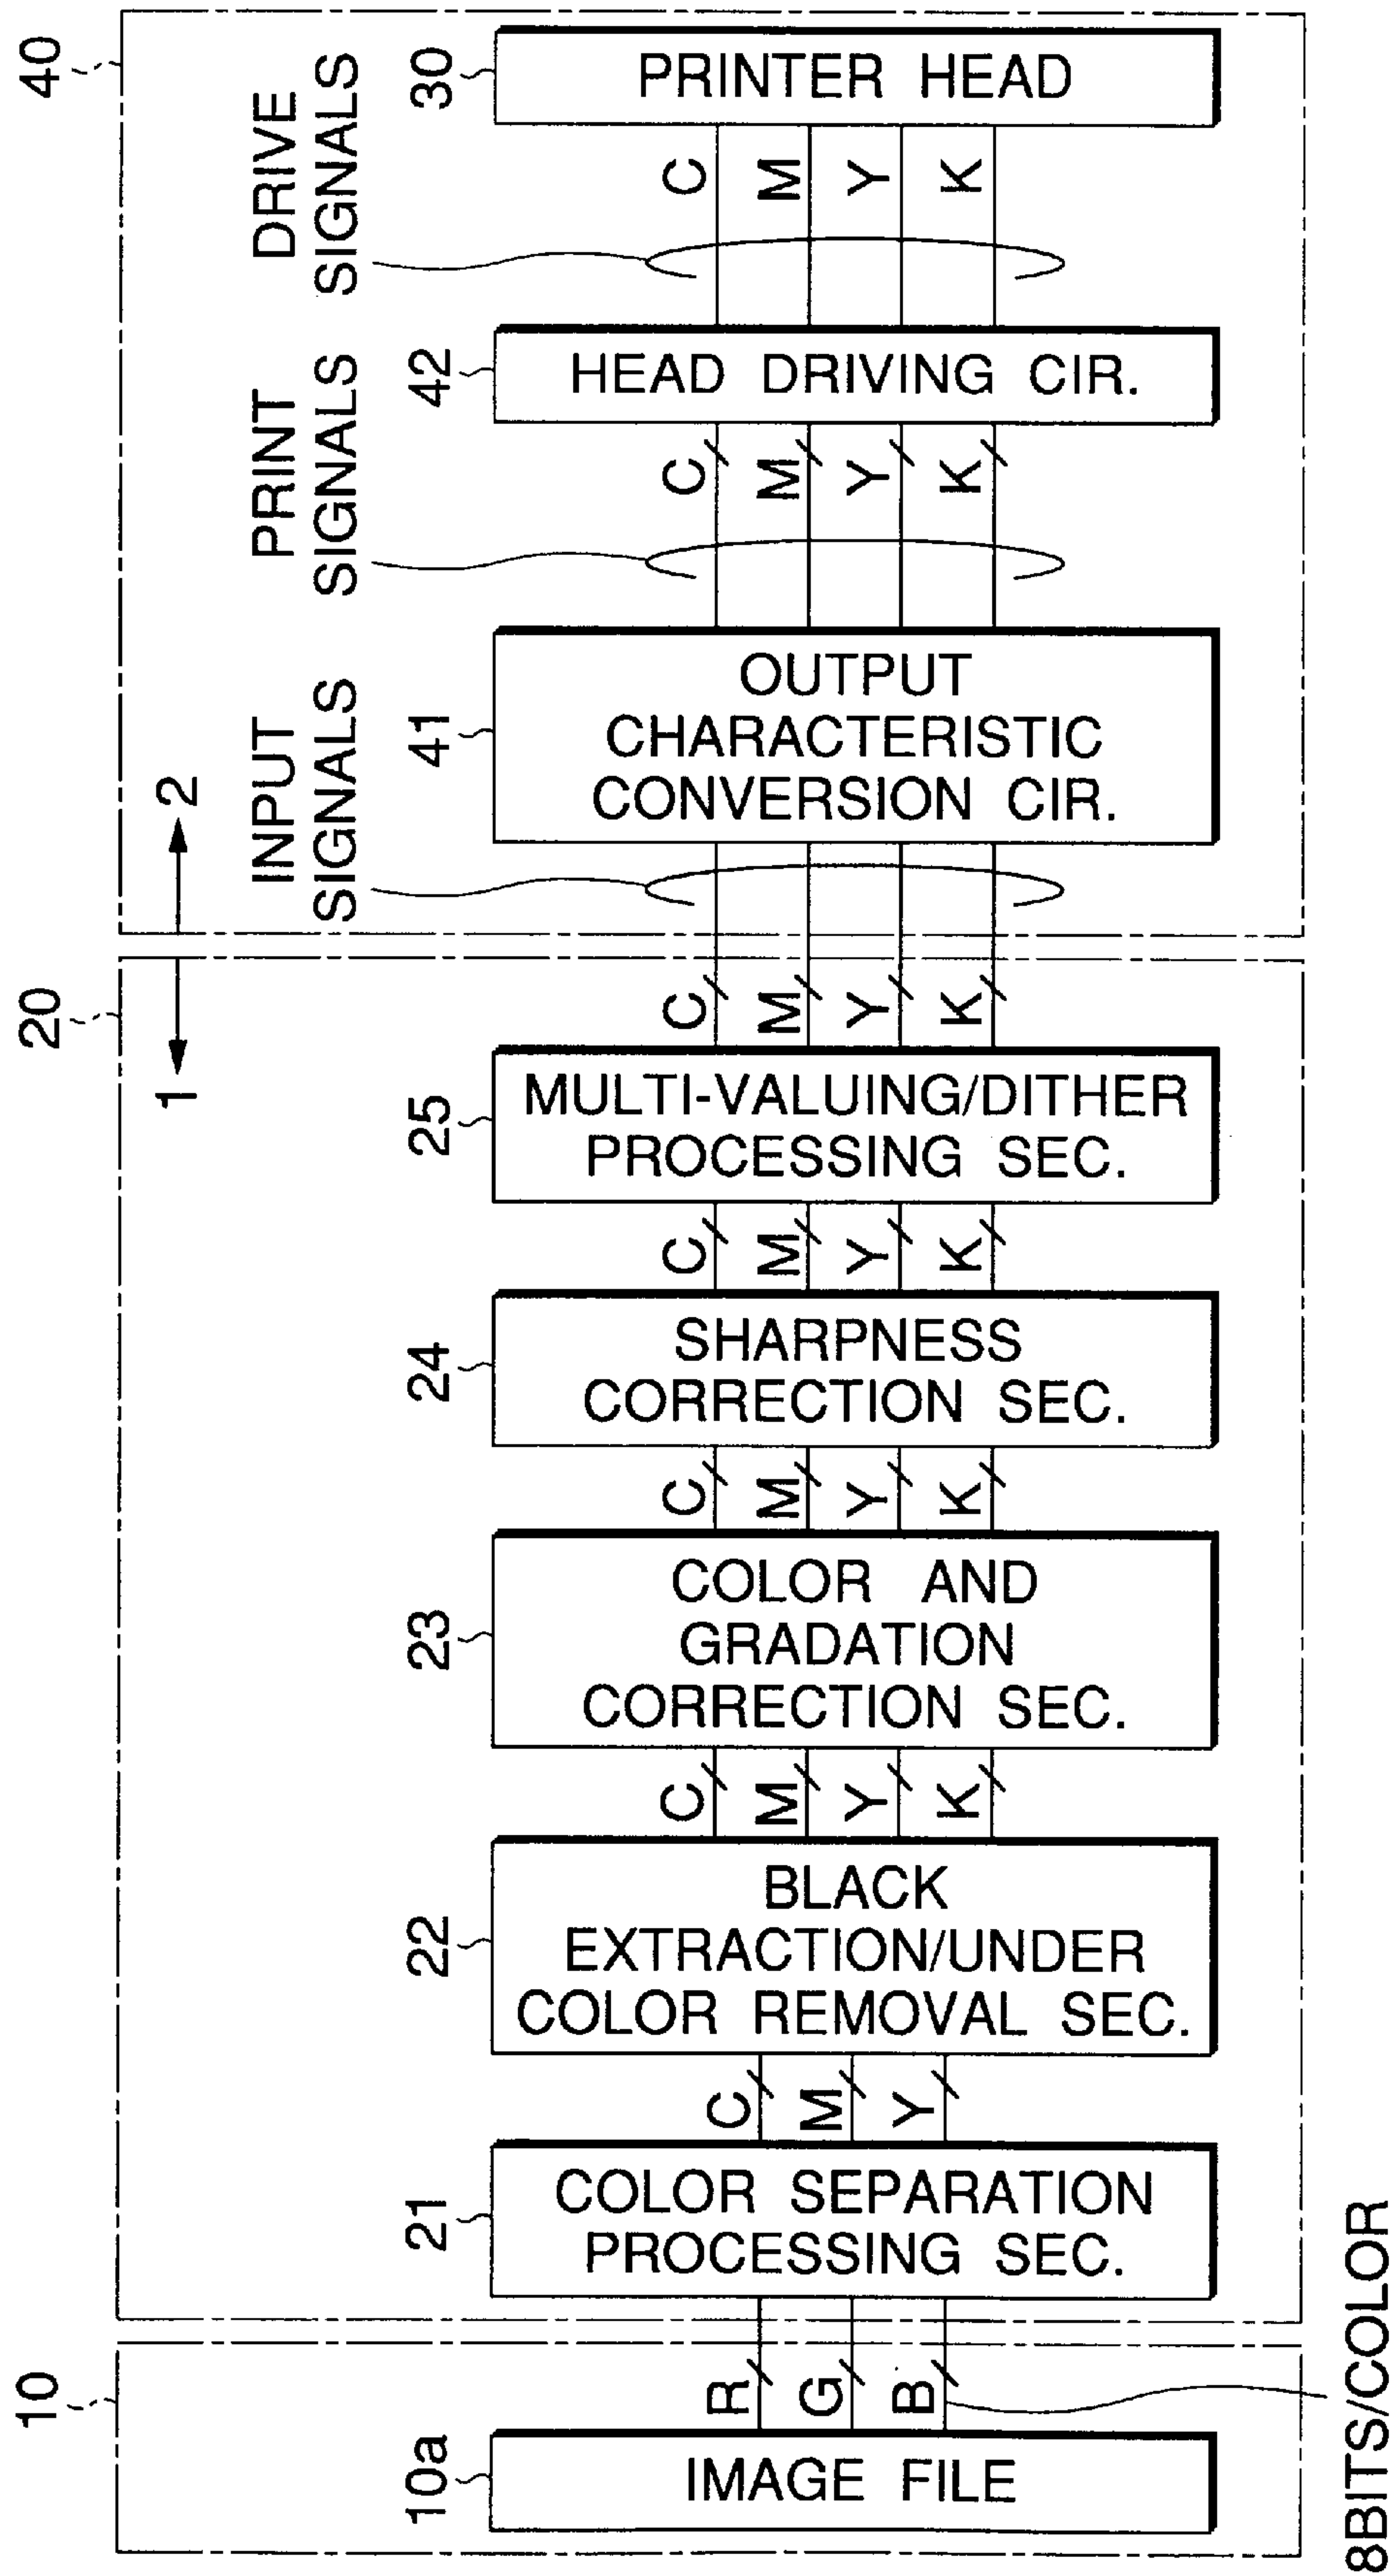 10
10a
IMAGE FILE
R
G
B
8BITS/COLOR
20
21
COLOR SEPARATION
PROCESSING SEC.
C
M
Y
22
BLACK
EXTRACTION/UNDER
COLOR REMOVAL SEC.
C
M
Y
K
23
COLOR AND
GRADATION
CORRECTION SEC.
C
M
Y
K
24
SHARPNESS
CORRECTION SEC.
C
M
Y
K
25
MULTI-VALUING/DITHER
PROCESSING SEC.
C
M
Y
K
1
2
40
INPUT
SIGNALS
41
OUTPUT
CHARACTERISTIC
CONVERSION CIR.
PRINT
SIGNALS
C
M
Y
K
42
HEAD DRIVING CIR.
DRIVE
SIGNALS
C
M
Y
K
30
PRINTER HEAD